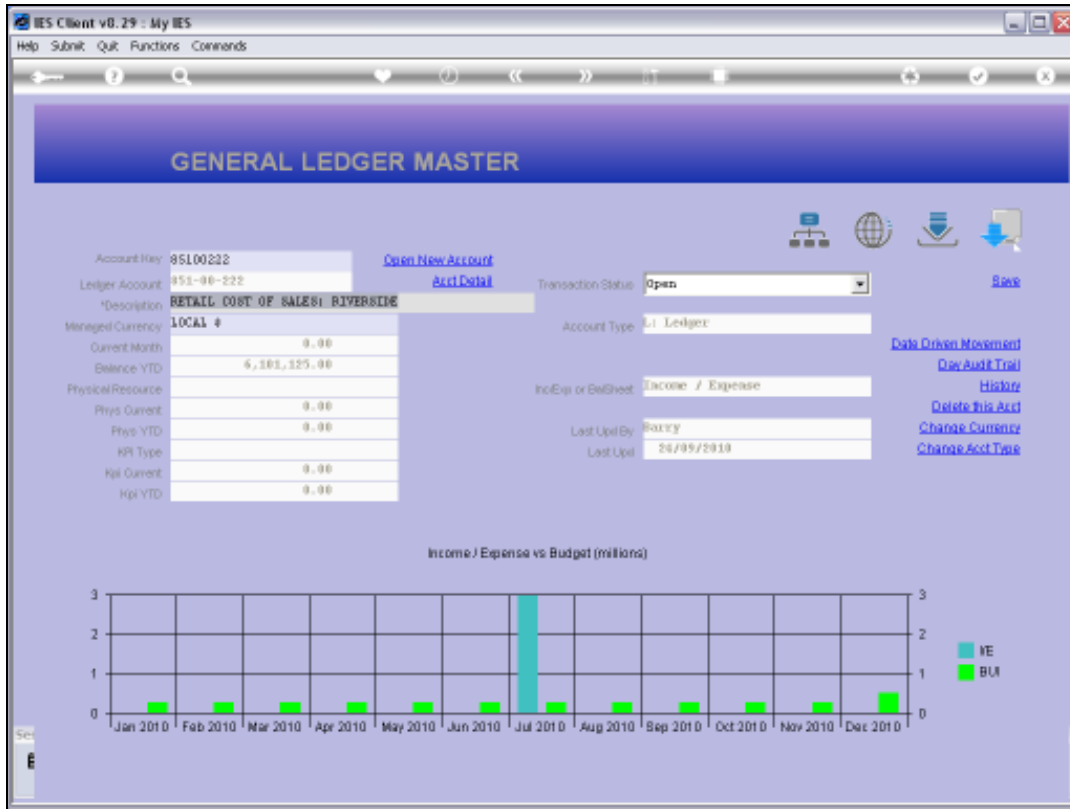 IES Client v8.29 : My IES
Help Submit Quit Functions Commands
GENERAL LEDGER MASTER
Account Key 85100222 Open New Account
Ledger Account 851-00-222 Acct Detail Transaction Status Open Save
*Description RETAIL COST OF SALES: RIVERSIDE
Managed Currency LOCAL # Account Type L: Ledger
Current Month 0.00 Date Driven Movement
Balance YTD 6,101,125.00 Day Audit Trail
Physical Resource Inc/Exp or BalSheet Income / Expense History
Phys Current 0.00 Delete this Acct
Phys YTD 0.00 Last Upd By Barry Change Currency
KPI Type Last Upd 24/09/2010 Change Acct Type
Kpi Current 0.00
Kpi YTD 0.00
Income / Expense vs Budget (millions)
3 3
2 2
1 1
0 0
I/E
BUI
Jan 2010 Feb 2010 Mar 2010 Apr 2010 May 2010 Jun 2010 Jul 2010 Aug 2010 Sep 2010 Oct 2010 Nov 2010 Dec 2010